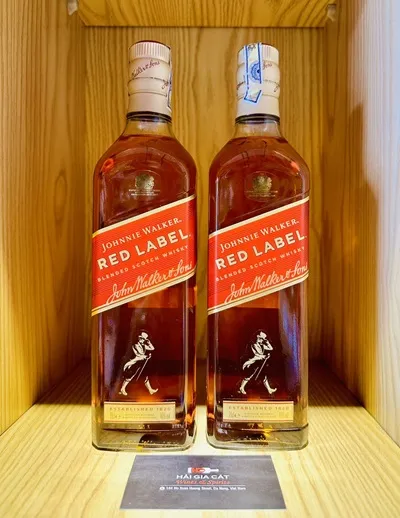 JOHNNIE WALKER.
RED LABEL.
BLENDED SCOTCH WHISKY
John Walker & Sons
ESTABLISHED 1820
JOHNNIE WALKER.
RED LABEL.
BLENDED SCOTCH WHISKY
John Walker & Sons
ESTABLISHED 1820
HẢI GIA CÁT